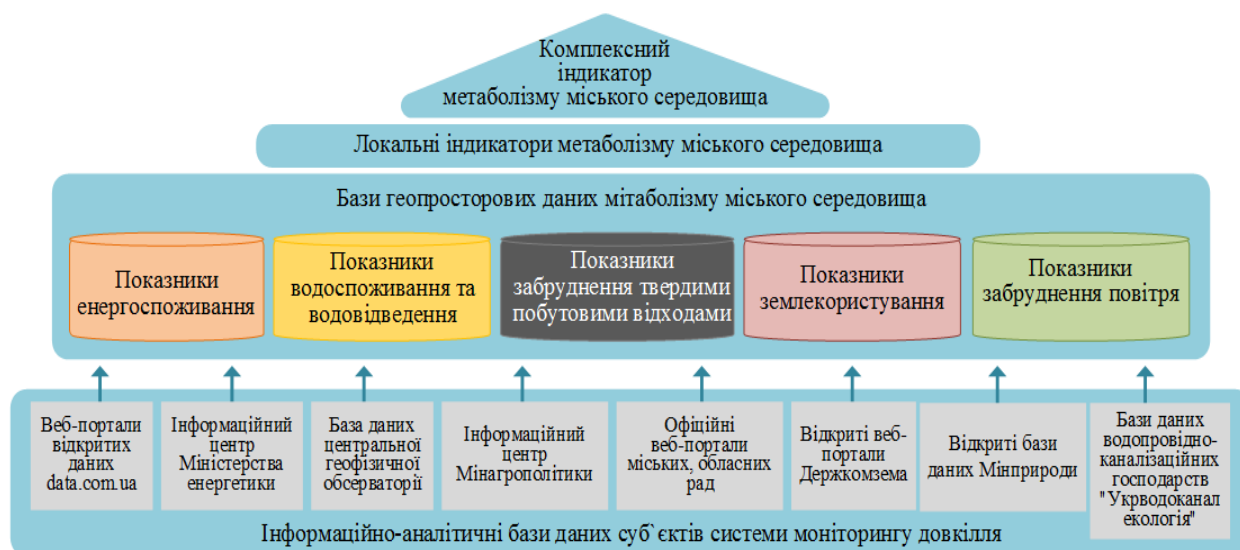 Комплексний
індикатор
метаболізму міського середовища
Локальні індикатори метаболізму міського середовища
Бази геопросторових даних мітаболізму міського середовища
Показники
енергоспоживання
Показники
водоспоживання та
водовідведення
Показники
забруднення твердими
побутовими відходами
Показники
землекористування
Показники
забруднення повітря
Веб-портали
відкритих
даних
data.com.ua
Інформаційний
центр
Міністерства
енергетики
База даних
центральної
геофізичної
обсерваторії
Інформаційний
центр
Мінагрополітики
Офіційні
веб-портали
міських, обласних
рад
Відкриті веб-
портали
Держкомзема
Відкриті бази
даних Мінприроди
Бази даних
водопровідно-
каналізаційних
господарств
"Укрводоканал
екологія"
Інформаційно-аналітичні бази даних суб`єктів системи моніторингу довкілля